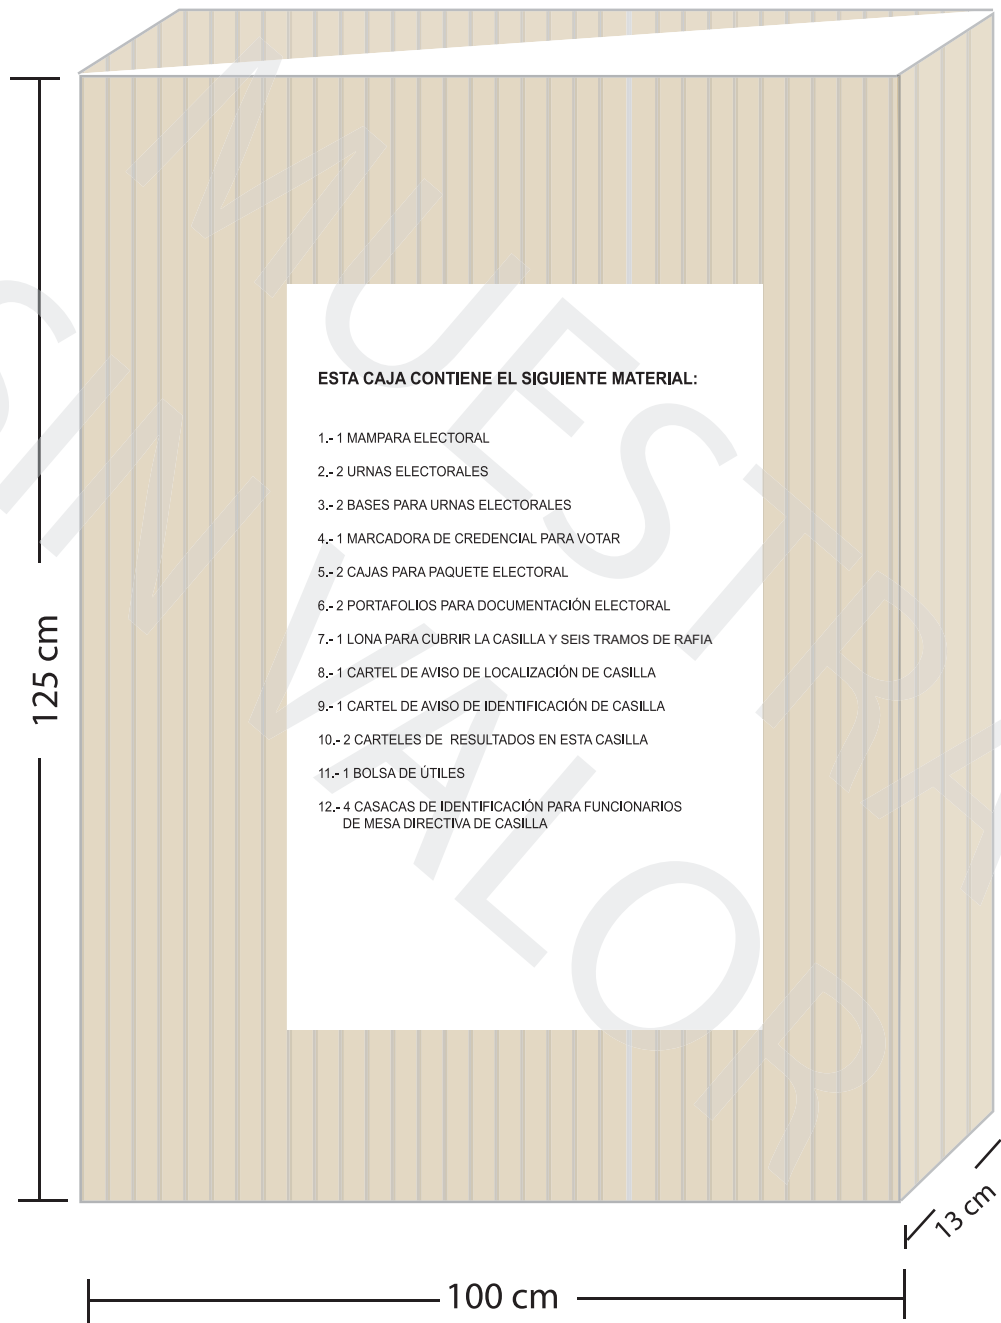 ESTA CAJA CONTIENE EL SIGUIENTE MATERIAL:
1.- 1 MAMPARA ELECTORAL
2.- 2 URNAS ELECTORALES
3.- 2 BASES PARA URNAS ELECTORALES
4.- 1 MARCADORA DE CREDENCIAL PARA VOTAR
5.- 2 CAJAS PARA PAQUETE ELECTORAL
6.- 2 PORTAFOLIOS PARA DOCUMENTACIÓN ELECTORAL
7.- 1 LONA PARA CUBRIR LA CASILLA Y SEIS TRAMOS DE RAFIA
8.- 1 CARTEL DE AVISO DE LOCALIZACIÓN DE CASILLA
9.- 1 CARTEL DE AVISO DE IDENTIFICACIÓN DE CASILLA
10.- 2 CARTELES DE RESULTADOS EN ESTA CASILLA
11.- 1 BOLSA DE ÚTILES
12.- 4 CASACAS DE IDENTIFICACIÓN PARA FUNCIONARIOS
DE MESA DIRECTIVA DE CASILLA
125 cm
13 cm
100 cm
MUESTRA
SIN VALOR